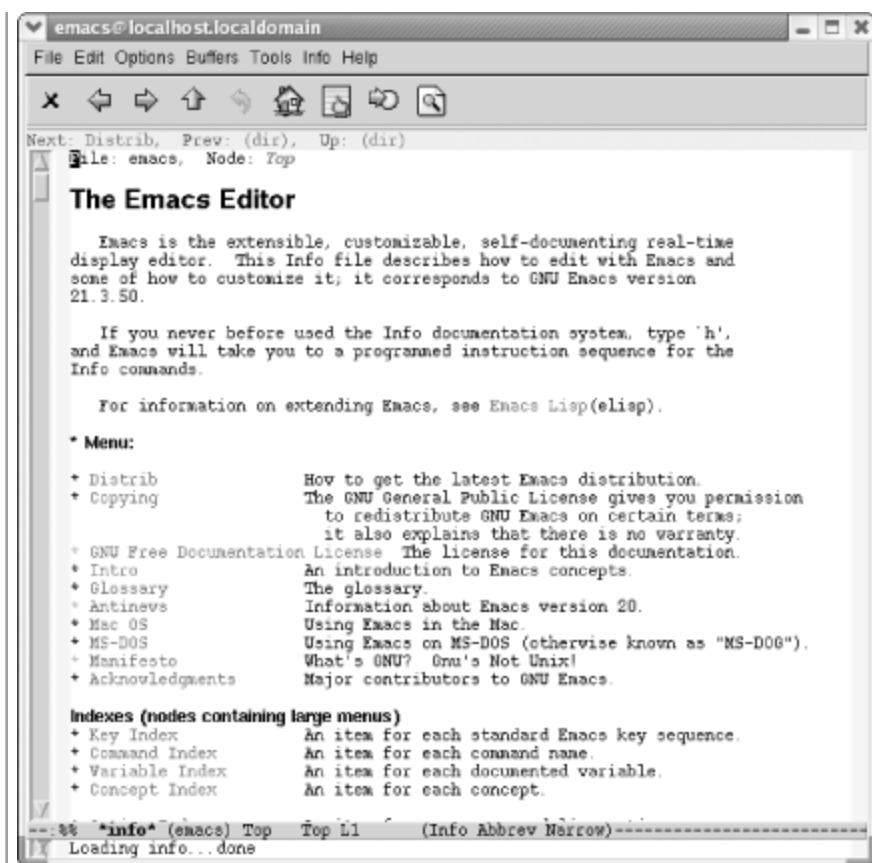 emacs@localhost.localdomain
File Edit Options Buffers Tools Info Help
Next: Distrib, Prev: (dir), Up: (dir)
File: emacs, Node: Top
The Emacs Editor
Emacs is the extensible, customizable, self-documenting real-time
display editor. This Info file describes how to edit with Emacs and
some of how to customize it; it corresponds to GNU Emacs version
21.3.50.
If you never before used the Info documentation system, type `h',
and Emacs will take you to a programmed instruction sequence for the
Info commands.
For information on extending Emacs, see Emacs Lisp(elisp).
* Menu:
* Distrib How to get the latest Emacs distribution.
* Copying The GNU General Public License gives you permission
to redistribute GNU Emacs on certain terms;
it also explains that there is no warranty.
* GNU Free Documentation License The license for this documentation.
* Intro An introduction to Emacs concepts.
* Glossary The glossary.
* Antinews Information about Emacs version 20.
* Mac OS Using Emacs in the Mac.
* MS-DOS Using Emacs on MS-DOS (otherwise known as "MS-DOG").
* Manifesto What's GNU? Gnu's Not Unix!
* Acknowledgments Major contributors to GNU Emacs.
Indexes (nodes containing large menus)
* Key Index An item for each standard Emacs key sequence.
* Command Index An item for each command name.
* Variable Index An item for each documented variable.
* Concept Index An item for each concept.
--:%% *info* (emacs) Top Top L1 (Info Abbrev Narrow)--------------------------
Loading info...done